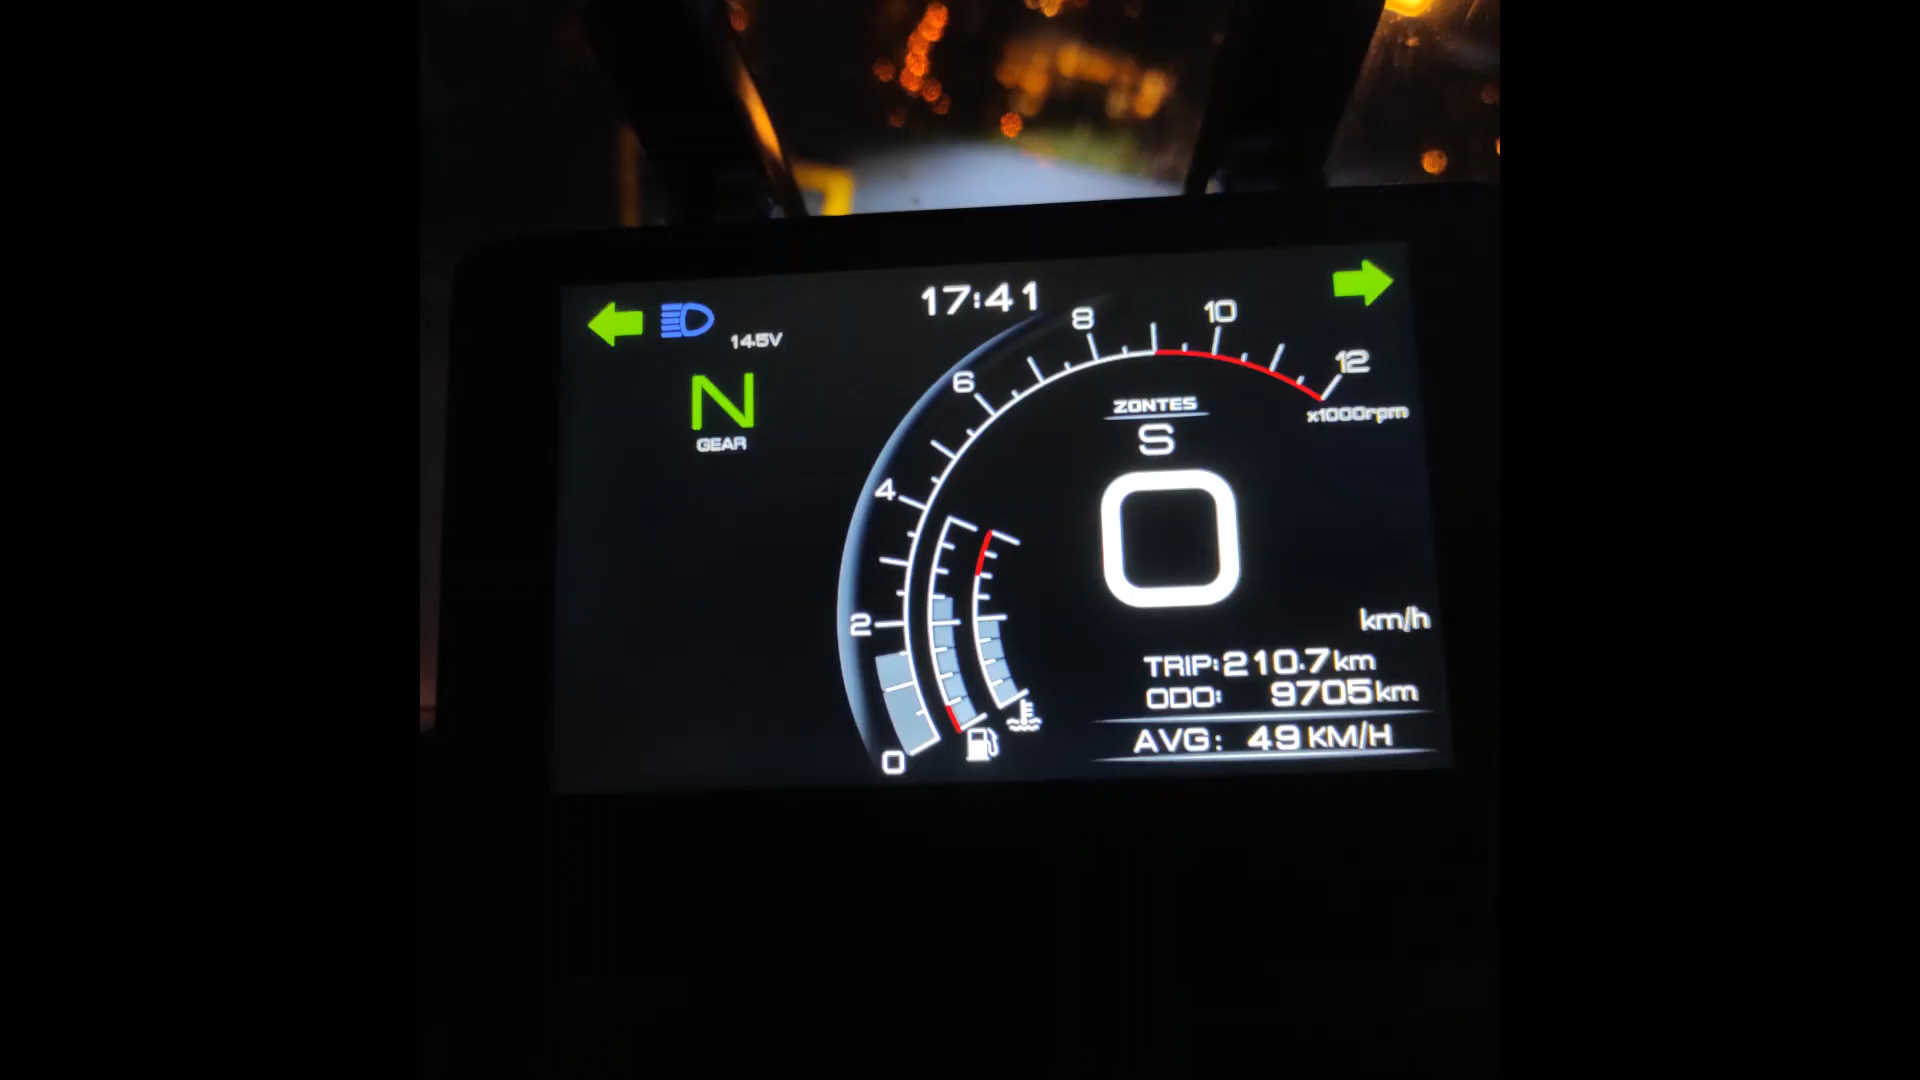 17:41
14.5V
N
GEAR
0
2
4
6
8
10
12
x1000rpm
ZONTES
S
0
km/h
TRIP: 210.7 km
ODO: 9705 km
AVG: 49 KM/H